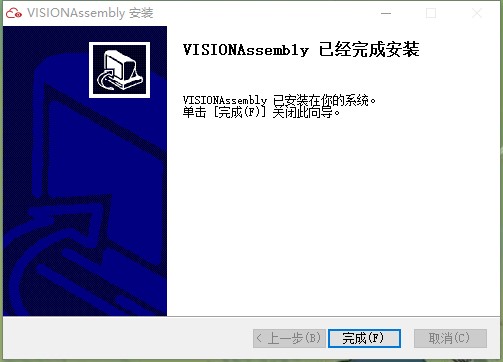 VISIONAssembly 安装
VISIONAssembly 已经完成安装
VISIONAssembly 已安装在你的系统。
单击 [完成(F)] 关闭此向导。
< 上一步(B)
完成(F)
取消(C)